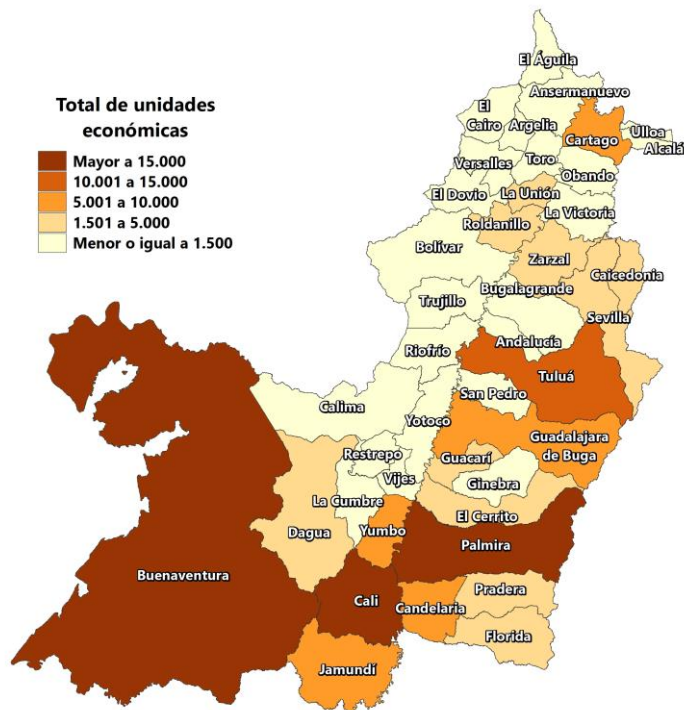 Total de unidades
económicas
Mayor a 15.000
10.001 a 15.000
5.001 a 10.000
1.501 a 5.000
Menor o igual a 1.500
El Águila
Ansermanuevo
El
Cairo
Argelia
Cartago
Ulloa
Alcalá
Versalles
Toro
Obando
El Dovio
La Unión
La Victoria
Roldanillo
Bolívar
Zarzal
Caicedonia
Trujillo
Bugalagrande
Sevilla
Riofrío
Andalucía
Tuluá
Calima
San Pedro
Yotoco
Guadalajara
de Buga
Restrepo
Guacarí
Vijes
Ginebra
La Cumbre
El Cerrito
Dagua
Yumbo
Palmira
Buenaventura
Pradera
Cali
Candelaria
Florida
Jamundí